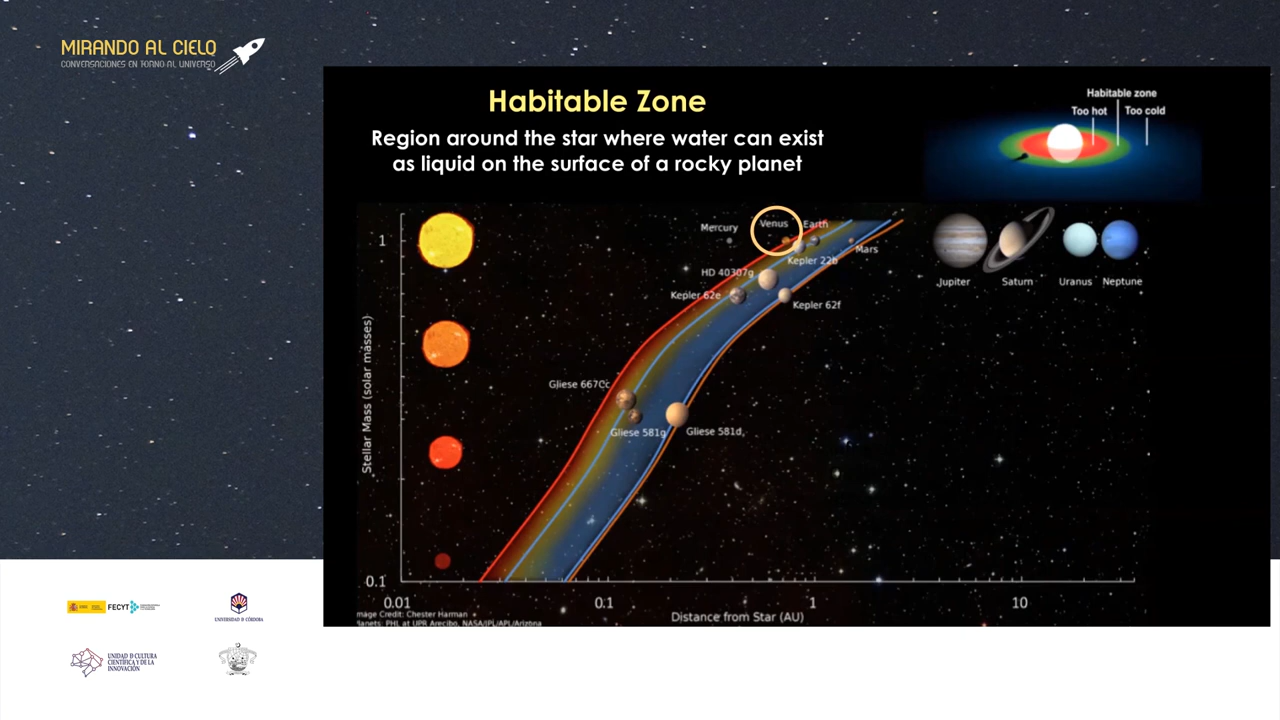 MIRANDO AL CIELO
CONVERSACIONES EN TORNO AL UNIVERSO
Habitable Zone
Region around the star where water can exist
as liquid on the surface of a rocky planet
Habitable zone
Too hot
Too cold
Stellar Mass (solar masses)
1
0.1
Mercury
Venus
Earth
Mars
Kepler 22b
HD 40307g
Kepler 62e
Kepler 62f
Gliese 667Cc
Gliese 581g
Gliese 581d
Jupiter
Saturn
Uranus
Neptune
0.01
0.1
1
10
Distance from Star (AU)
mage Credit: Chester Harman
lanets: PHL at UPR Arecibo, NASA/JPL/APL/Arizona
FECYT
UNIVERSIDAD D CÓRDOBA
UNIDAD D CULTURA
CIENTÍFICA Y DE LA
INNOVACIÓN